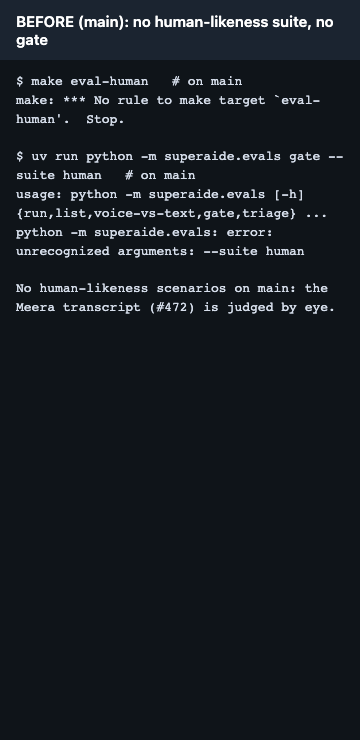 BEFORE (main): no human-likeness suite, no
gate
$ make eval-human   # on main
make: *** No rule to make target `eval-
human'.  Stop.
$ uv run python -m superaide.evals gate --
suite human   # on main
usage: python -m superaide.evals [-h]
{run,list,voice-vs-text,gate,triage} ...
python -m superaide.evals: error:
unrecognized arguments: --suite human
No human-likeness scenarios on main: the
Meera transcript (#472) is judged by eye.